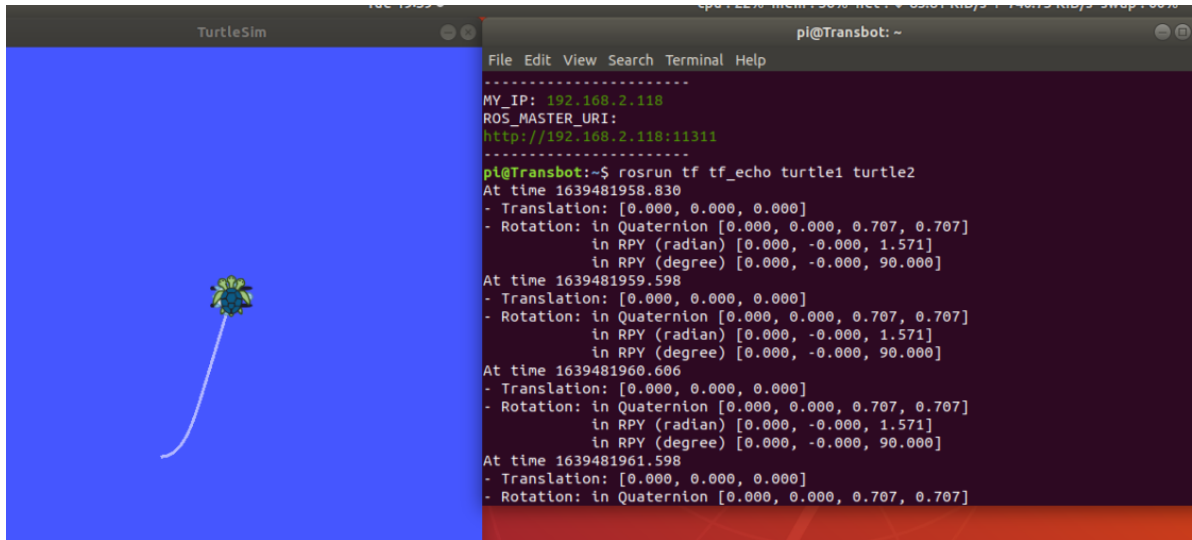 TurtleSim
pi@Transbot: ~
File Edit View Search Terminal Help
-----------------------
MY_IP: 192.168.2.118
ROS_MASTER_URI:
http://192.168.2.118:11311
-----------------------
pi@Transbot:~$ rosrun tf tf_echo turtle1 turtle2
At time 1639481958.830
- Translation: [0.000, 0.000, 0.000]
- Rotation: in Quaternion [0.000, 0.000, 0.707, 0.707]
in RPY (radian) [0.000, -0.000, 1.571]
in RPY (degree) [0.000, -0.000, 90.000]
At time 1639481959.598
- Translation: [0.000, 0.000, 0.000]
- Rotation: in Quaternion [0.000, 0.000, 0.707, 0.707]
in RPY (radian) [0.000, -0.000, 1.571]
in RPY (degree) [0.000, -0.000, 90.000]
At time 1639481960.606
- Translation: [0.000, 0.000, 0.000]
- Rotation: in Quaternion [0.000, 0.000, 0.707, 0.707]
in RPY (radian) [0.000, -0.000, 1.571]
in RPY (degree) [0.000, -0.000, 90.000]
At time 1639481961.598
- Translation: [0.000, 0.000, 0.000]
- Rotation: in Quaternion [0.000, 0.000, 0.707, 0.707]